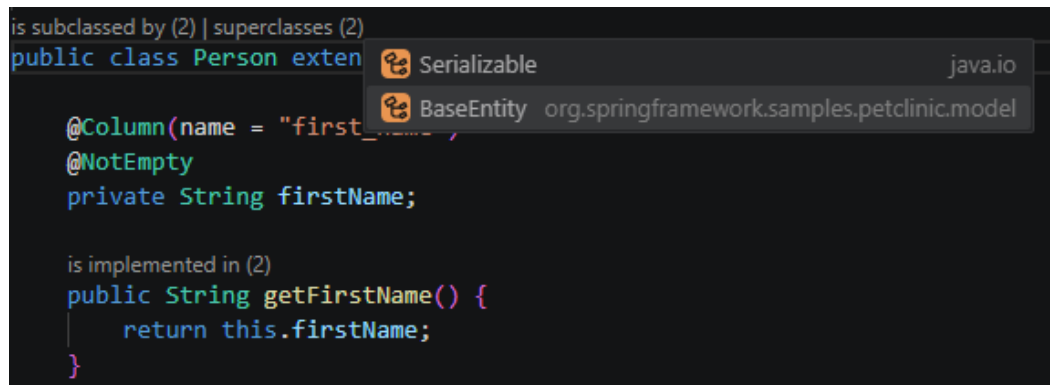 is subclassed by (2) | superclasses (2)
public class Person exten
Serializable java.io
BaseEntity org.springframework.samples.petclinic.model
@Column(name = "first_
@NotEmpty
private String firstName;
is implemented in (2)
public String getFirstName() {
return this.firstName;
}